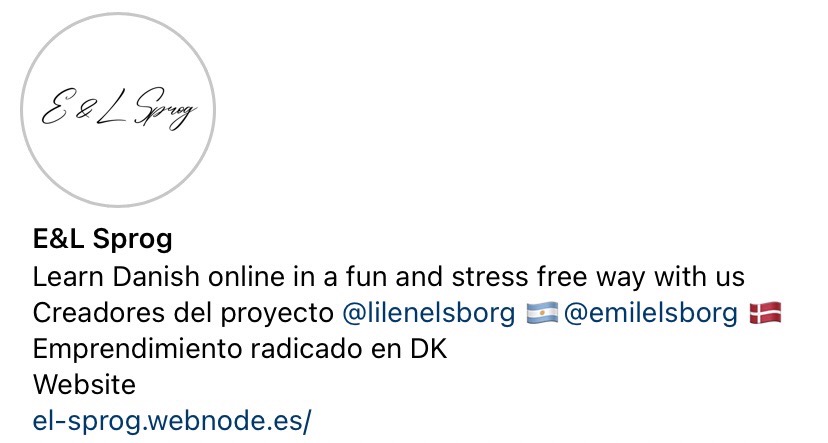 E & L Sprog
E&L Sprog
Learn Danish online in a fun and stress free way with us
Creadores del proyecto @lilenelsborg 🇦🇷 @emilelsborg 🇩🇰
Emprendimiento radicado en DK
Website
el-sprog.webnode.es/